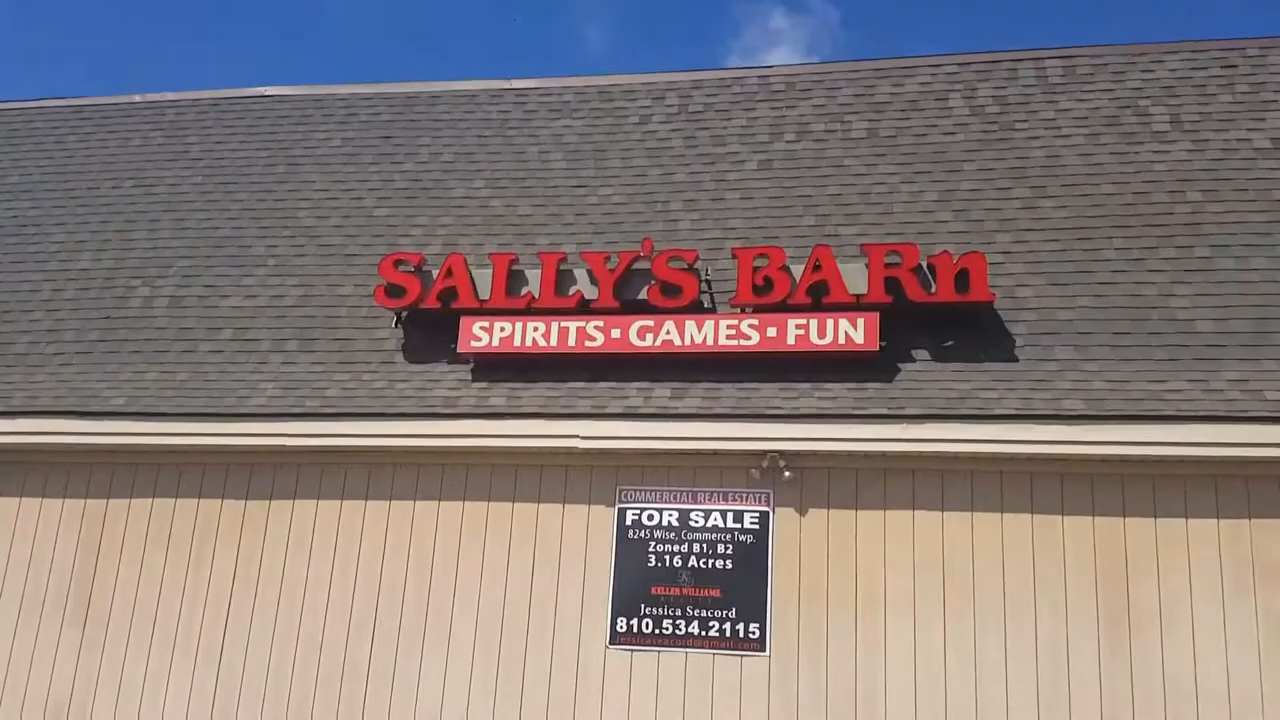 SALLY'S BARn
SPIRITS·GAMES·FUN
COMMERCIAL REAL ESTATE
FOR SALE
8245 Wise, Commerce Twp.
Zoned B1, B2
3.16 Acres
KELLER WILLIAMS
REALTY
Jessica Seacord
810.534.2115
jessicaseacord@gmail.com